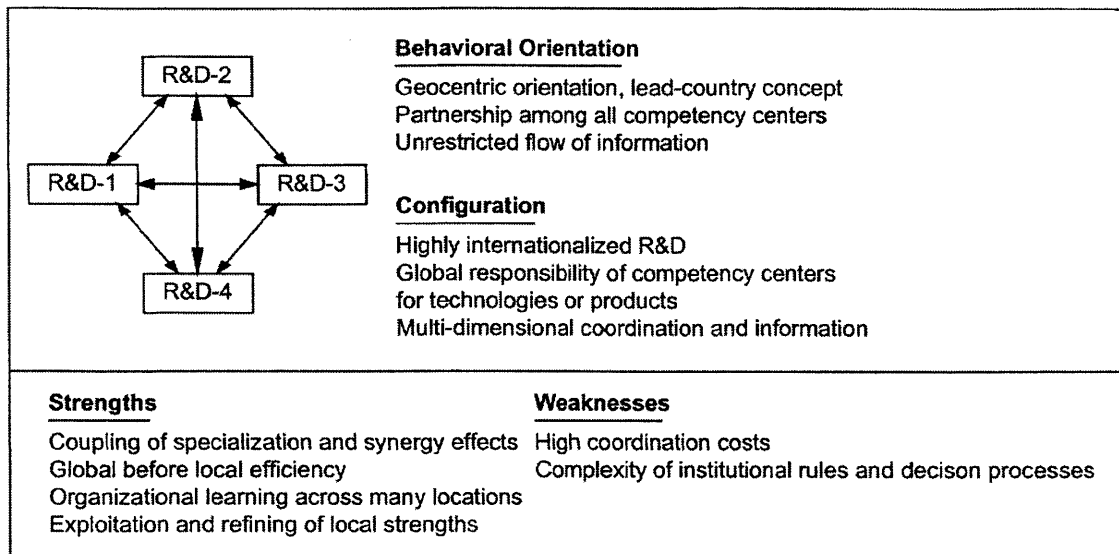 R&D-2
R&D-1
R&D-3
R&D-4
Behavioral Orientation
Geocentric orientation, lead-country concept
Partnership among all competency centers
Unrestricted flow of information
Configuration
Highly internationalized R&D
Global responsibility of competency centers
for technologies or products
Multi-dimensional coordination and information
Strengths
Coupling of specialization and synergy effects
Global before local efficiency
Organizational learning across many locations
Exploitation and refining of local strengths
Weaknesses
High coordination costs
Complexity of institutional rules and decison processes